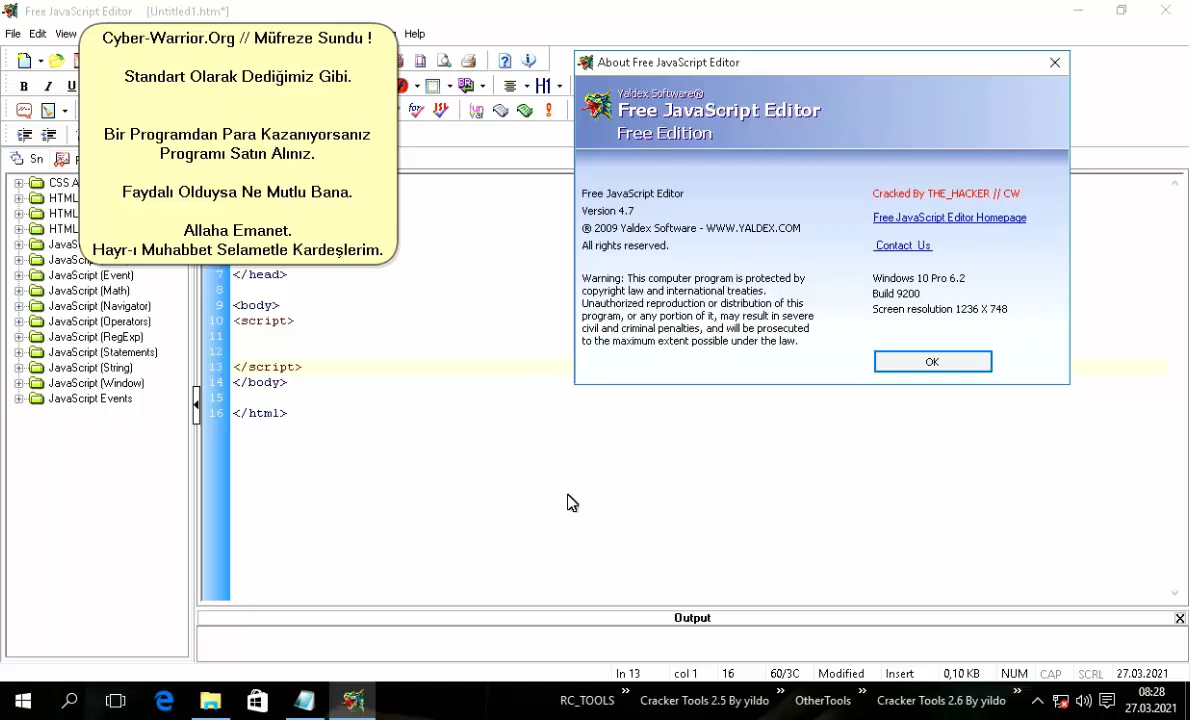 Free JavaScript Editor [Untitled1.htm*]
File Edit View Help
Cyber-Warrior.Org // Müfreze Sundu !
Standart Olarak Dediğimiz Gibi.
Bir Programdan Para Kazanıyorsanız
Programı Satın Alınız.
Faydalı Olduysa Ne Mutlu Bana.
Allaha Emanet.
Hayr-ı Muhabbet Selametle Kardeşlerim.
B I U
H1
Sn
CSS A
HTML
HTML
HTML
JavaS
JavaSc
JavaScript (Event)
JavaScript (Math)
JavaScript (Navigator)
JavaScript (Operators)
JavaScript (RegExp)
JavaScript (Statements)
JavaScript (String)
JavaScript (Window)
JavaScript Events
7 </head>
8
9 <body>
10 <script>
11
12
13 </script>
14 </body>
15
16 </html>
About Free JavaScript Editor
Yaldex Software®
Free JavaScript Editor
Free Edition
Free JavaScript Editor
Version 4.7
® 2009 Yaldex Software - WWW.YALDEX.COM
All rights reserved.
Warning: This computer program is protected by
copyright law and international treaties.
Unauthorized reproduction or distribution of this
program, or any portion of it, may result in severe
civil and criminal penalties, and will be prosecuted
to the maximum extent possible under the law.
Cracked By THE_HACKER // CW
Free JavaScript Editor Homepage
Contact Us
Windows 10 Pro 6.2
Build 9200
Screen resolution 1236 X 748
OK
Output
ln 13 col 1 16 60/3C Modified Insert 0,10 KB NUM CAP SCRL 27.03.2021
RC_TOOLS Cracker Tools 2.5 By yildo OtherTools Cracker Tools 2.6 By yildo
08:28
27.03.2021